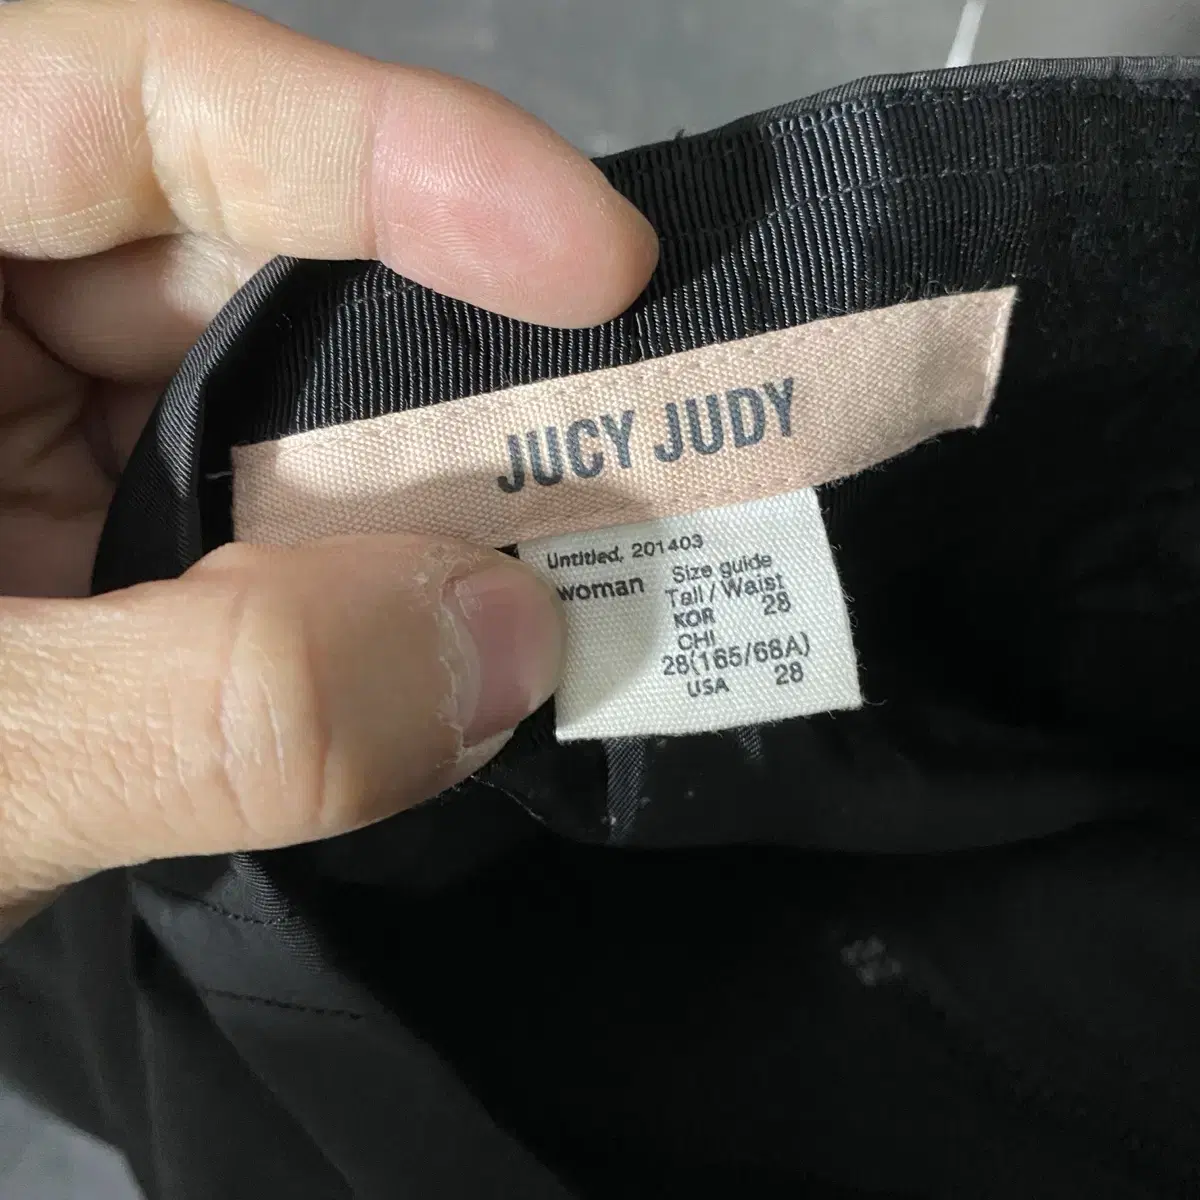 JUCY JUDY
Untitled, 201403
woman Size guide
Tall / Waist
KOR 28
CHI
28(165/68A)
USA 28